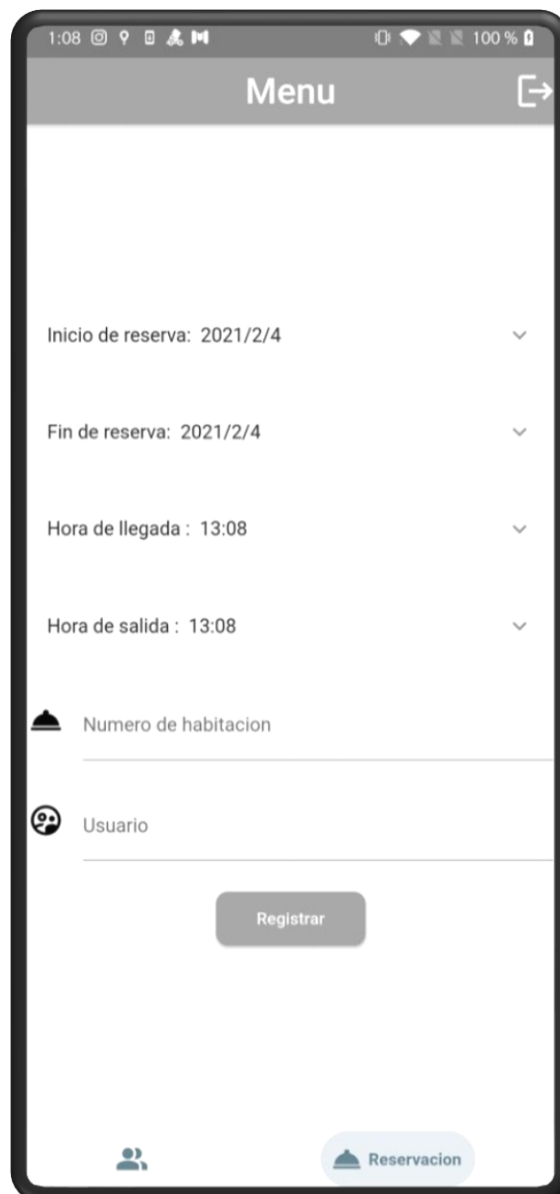 1:08 100 %
Menu
Inicio de reserva: 2021/2/4
Fin de reserva: 2021/2/4
Hora de llegada : 13:08
Hora de salida : 13:08
Numero de habitacion
Usuario
Registrar
Reservacion